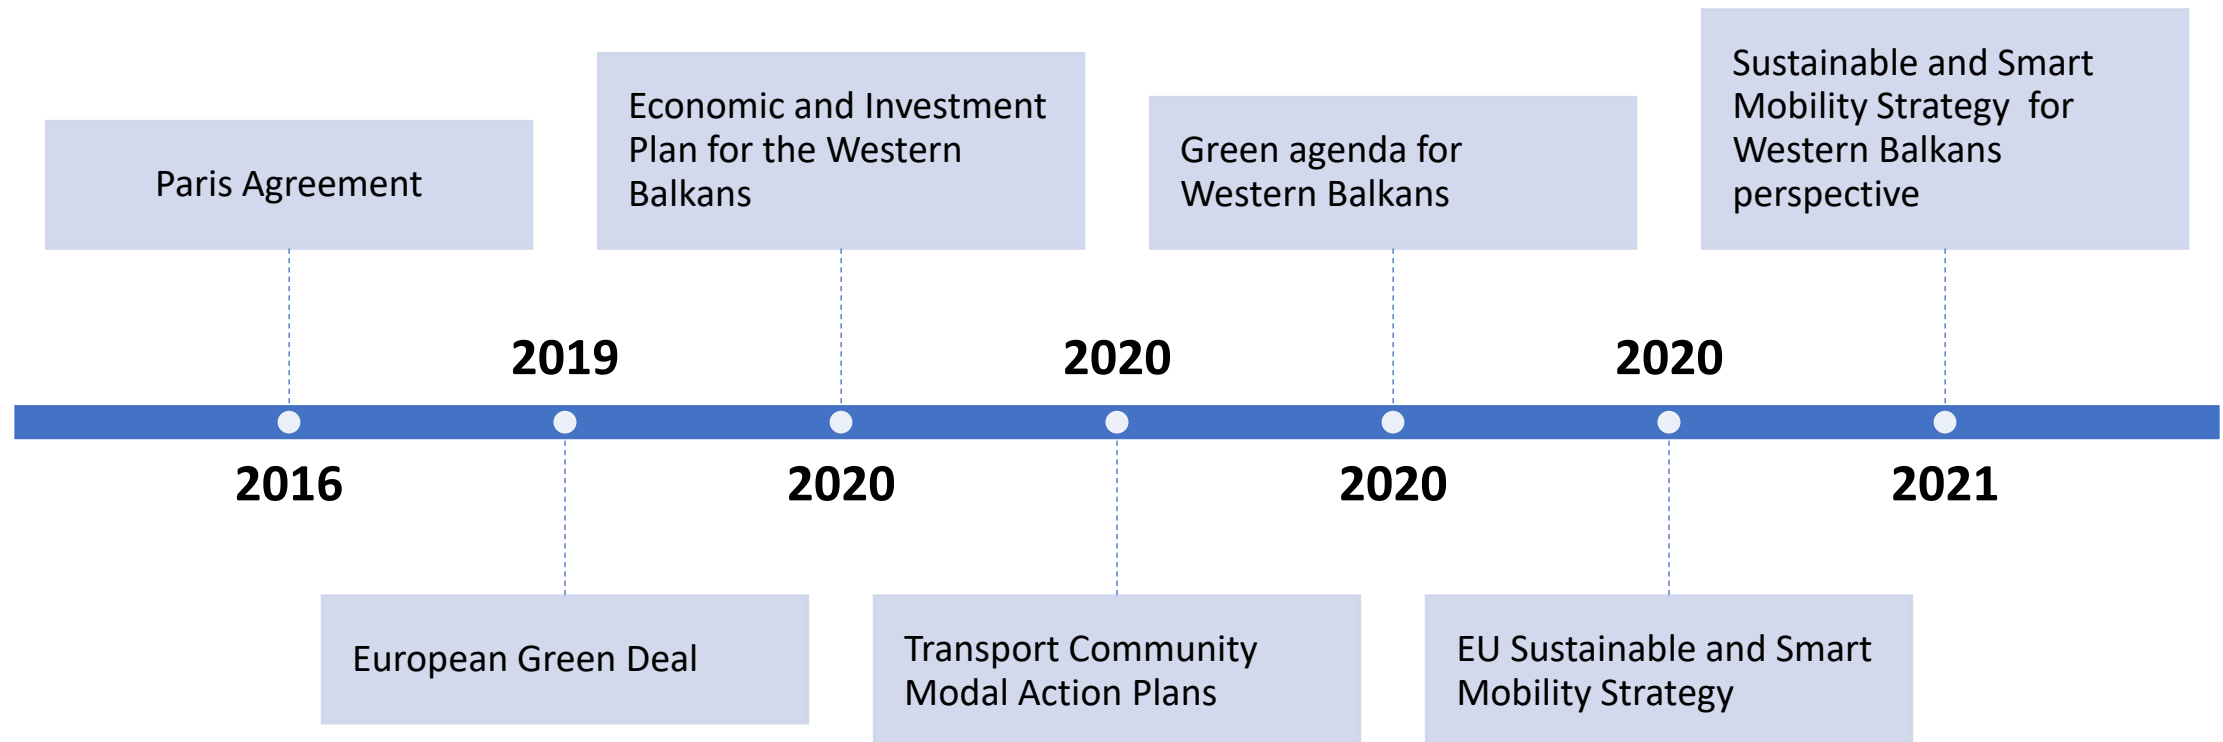 Paris Agreement
Economic and Investment
Plan for the Western
Balkans
Green agenda for
Western Balkans
Sustainable and Smart
Mobility Strategy  for
Western Balkans
perspective
2019
2020
2020
2016
2020
2020
2021
European Green Deal
Transport Community
Modal Action Plans
EU Sustainable and Smart
Mobility Strategy